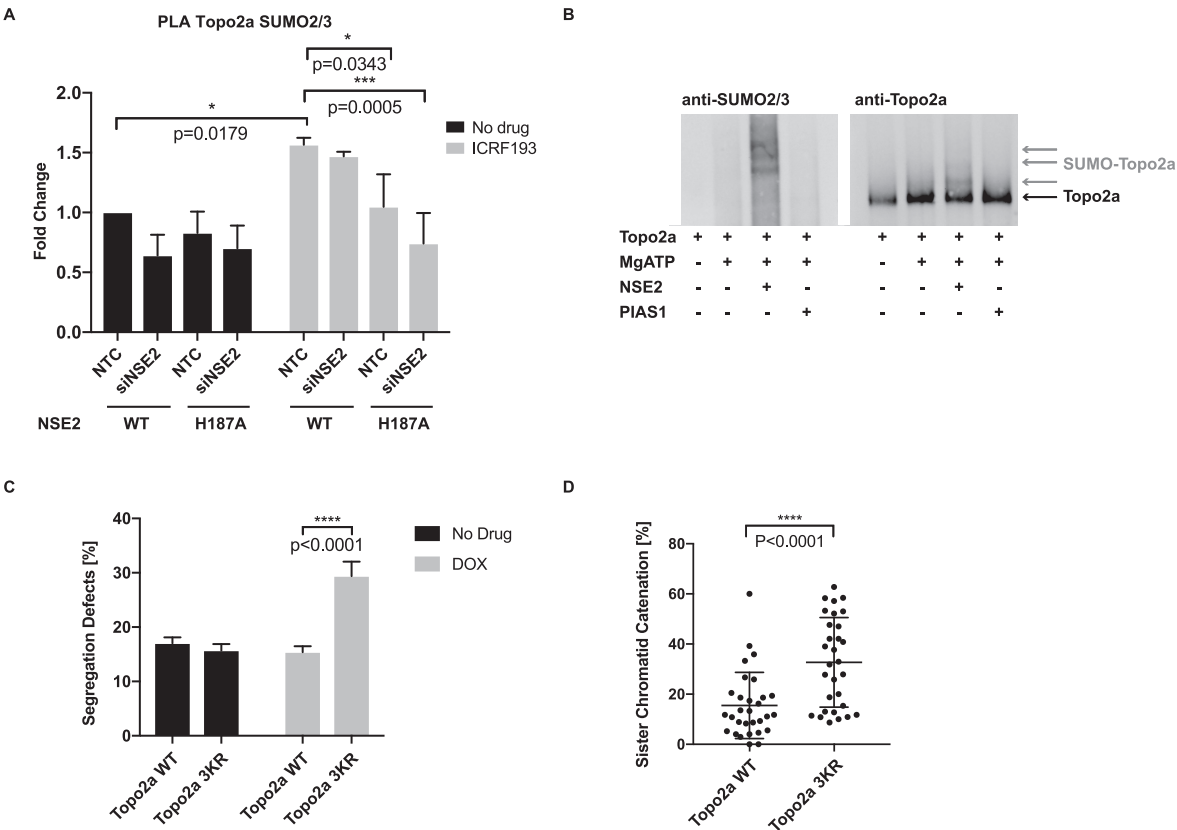 A
PLA Topo2a SUMO2/3
*
p=0.0343
***
p=0.0005
*
p=0.0179
No drug
ICRF193
Fold Change
2.0
1.5
1.0
0.5
0.0
NTC siNSE2 NTC siNSE2 NTC siNSE2 NTC siNSE2
NSE2 WT H187A WT H187A
B
anti-SUMO2/3 anti-Topo2a
SUMO-Topo2a
Topo2a
Topo2a + + + + + + + +
MgATP - + + + - + + +
NSE2 - - + - - + -
PIAS1 - - - + - - - +
C
Segregation Defects [%]
40
30
20
10
0
****
p<0.0001
No Drug
DOX
Topo2a WT Topo2a 3KR Topo2a WT Topo2a 3KR
D
Sister Chromatid Catenation [%]
80
60
40
20
0
****
P<0.0001
Topo2a WT Topo2a 3KR